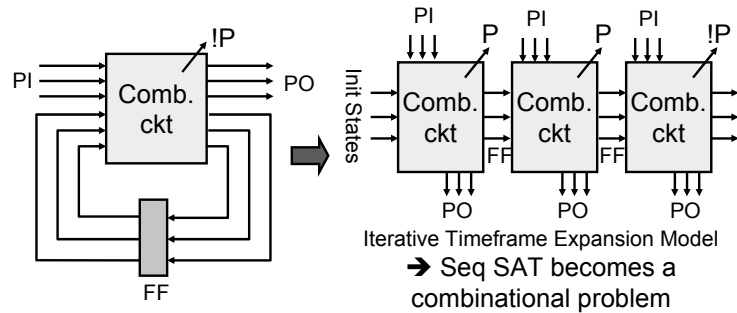 !P
PI
Comb.
ckt
PO
FF
PI
P
PI
P
PI
!P
Init States
Comb.
ckt
FF
Comb.
ckt
FF
Comb.
ckt
PO
PO
PO
Iterative Timeframe Expansion Model
➔ Seq SAT becomes a
combinational problem